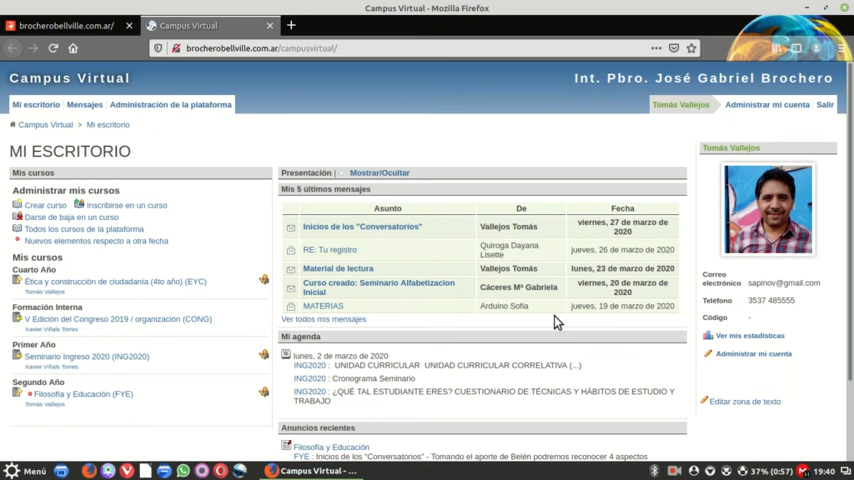 Campus Virtual - Mozilla Firefox
brocherobellville.com.ar/
Campus Virtual
brocherobellville.com.ar/campusvirtual/
Campus Virtual
Int. Pbro. José Gabriel Brochero
Mi escritorio Mensajes Administración de la plataforma
Tomás Vallejos Administrar mi cuenta Salir
Campus Virtual > Mi escritorio
MI ESCRITORIO
Mis cursos
Administrar mis cursos
Crear curso Inscribirse en un curso
Darse de baja en un curso
Todos los cursos de la plataforma
Nuevos elementos respecto a otra fecha
Mis cursos
Cuarto Año
Ética y construcción de ciudadanía (4to año) (EYC)
Tomás Vallejos
Formación Interna
V Edición del Congreso 2019 / organización (CONG)
Xavier Viñals Torres
Primer Año
Seminario Ingreso 2020 (ING2020)
Xavier Viñals Torres
Segundo Año
Filosofía y Educación (FYE)
Tomás Vallejos
Presentación | Mostrar/Ocultar
Mis 5 últimos mensajes
Asunto De Fecha
Inicios de los "Conversatorios" Vallejos Tomás viernes, 27 de marzo de
2020
RE: Tu registro Quiroga Dayana
Lisette jueves, 26 de marzo de 2020
Material de lectura Vallejos Tomás lunes, 23 de marzo de 2020
Curso creado: Seminario Alfabetizacion
Inicial Cáceres Mª Gabriela viernes, 20 de marzo de
2020
MATERIAS Arduino Sofia jueves, 19 de marzo de 2020
Ver todos mis mensajes
Mi agenda
lunes, 2 de marzo de 2020
ING2020 : UNIDAD CURRICULAR UNIDAD CURRICULAR CORRELATIVA (...)
ING2020 : Cronograma Seminario
ING2020 : ¿QUÉ TAL ESTUDIANTE ERES? CUESTIONARIO DE TÉCNICAS Y HÁBITOS DE ESTUDIO Y
TRABAJO
Anuncios recientes
Filosofía y Educación
FYE : Inicios de los "Conversatorios" - Tomando el aporte de Belén podremos reconocer 4 aspectos
Tomás Vallejos
Correo
electrónico sapinov@gmail.com
Teléfono 3537 485555
Código -
Ver mis estadísticas
Administrar mi cuenta
Editar zona de texto
Menú
Campus Virtual - ...
37% (0:57)
19:40